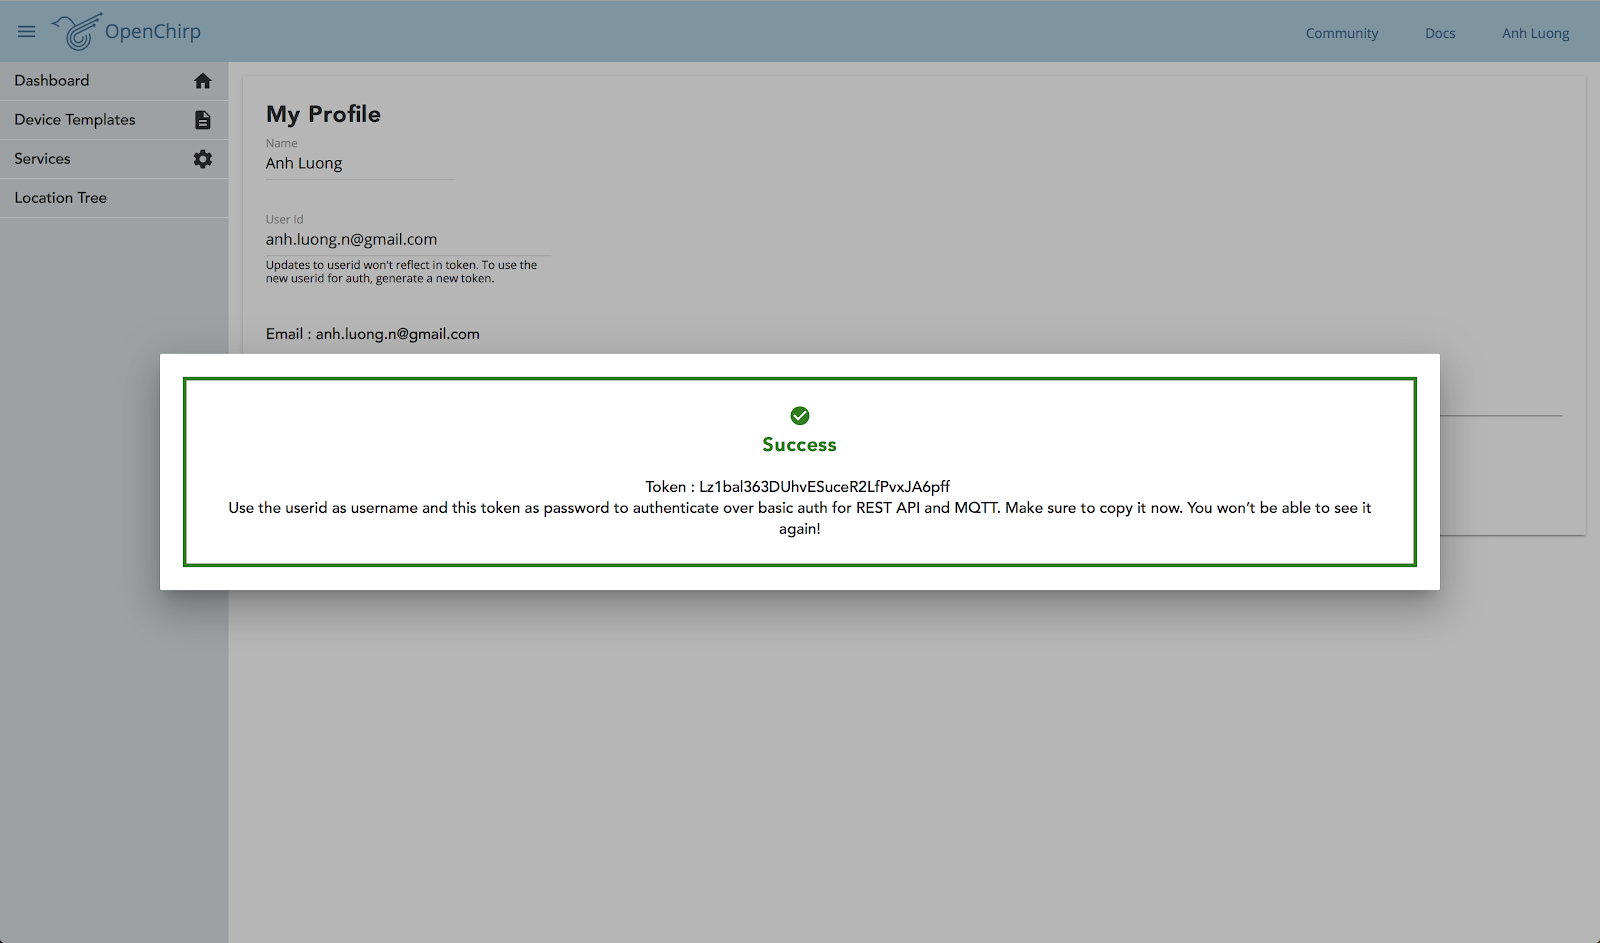 OpenChirp
Community
Docs
Anh Luong
Dashboard
Device Templates
Services
Location Tree
My Profile
Name
Anh Luong
User Id
anh.luong.n@gmail.com
Updates to userid won't reflect in token. To use the
new userid for auth, generate a new token.
Email : anh.luong.n@gmail.com
Success
Token : Lz1bal363DUhvESuceR2LfPvxJA6pff
Use the userid as username and this token as password to authenticate over basic auth for REST API and MQTT. Make sure to copy it now. You won’t be able to see it
again!